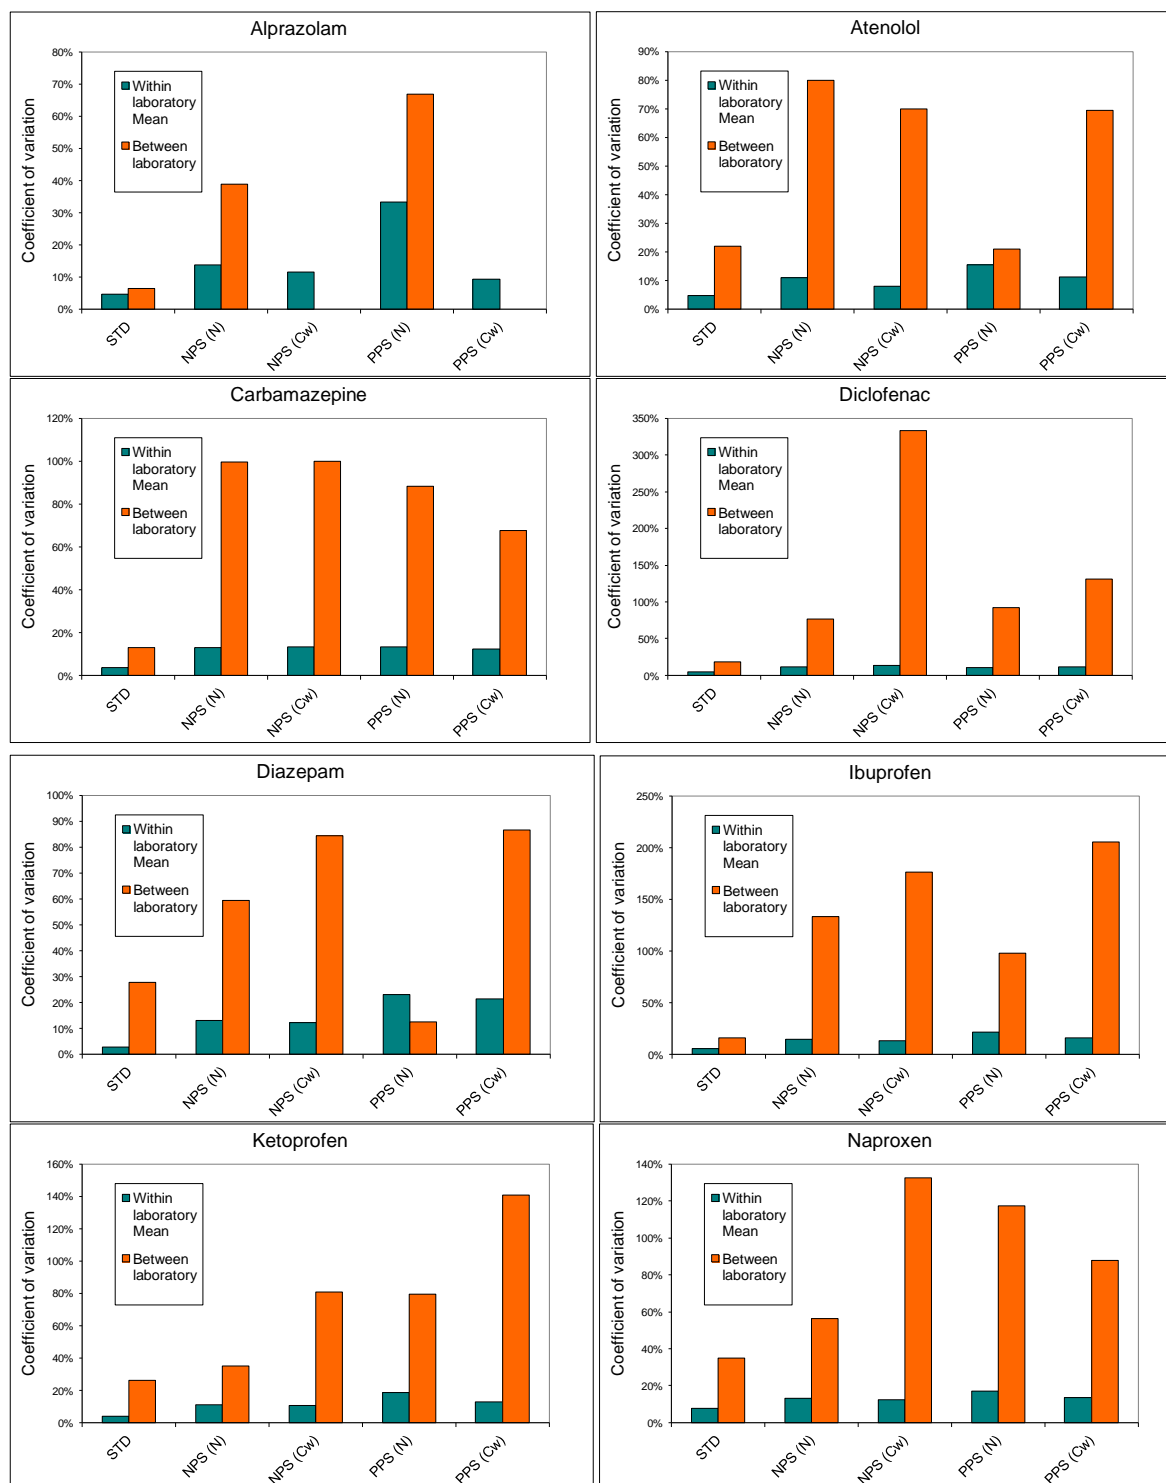 Alprazolam
80%
70%
60%
50%
40%
30%
20%
10%
0%
Coefficient of variation
Within
laboratory
Mean
Between
laboratory
STD
NPS (N)
NPS (Cw)
PPS (N)
PPS (Cw)
Atenolol
90%
80%
70%
60%
50%
40%
30%
20%
10%
0%
Coefficient of variation
Within
laboratory
Mean
Between
laboratory
STD
NPS (N)
NPS (Cw)
PPS (N)
PPS (Cw)
Carbamazepine
120%
100%
80%
60%
40%
20%
0%
Coefficient of variation
Within
laboratory
Mean
Between
laboratory
STD
NPS (N)
NPS (Cw)
PPS (N)
PPS (Cw)
Diclofenac
350%
300%
250%
200%
150%
100%
50%
0%
Coefficient of variation
Within
laboratory
Mean
Between
laboratory
STD
NPS (N)
NPS (Cw)
PPS (N)
PPS (Cw)
Diazepam
100%
90%
80%
70%
60%
50%
40%
30%
20%
10%
0%
Coefficient of variation
Within
laboratory
Mean
Between
laboratory
STD
NPS (N)
NPS (Cw)
PPS (N)
PPS (Cw)
Ibuprofen
250%
200%
150%
100%
50%
0%
Coefficient of variation
Within
laboratory
Mean
Between
laboratory
STD
NPS (N)
NPS (Cw)
PPS (N)
PPS (Cw)
Ketoprofen
160%
140%
120%
100%
80%
60%
40%
20%
0%
Coefficient of variation
Within
laboratory
Mean
Between
laboratory
STD
NPS (N)
NPS (Cw)
PPS (N)
PPS (Cw)
Naproxen
140%
120%
100%
80%
60%
40%
20%
0%
Coefficient of variation
Within
laboratory
Mean
Between
laboratory
STD
NPS (N)
NPS (Cw)
PPS (N)
PPS (Cw)